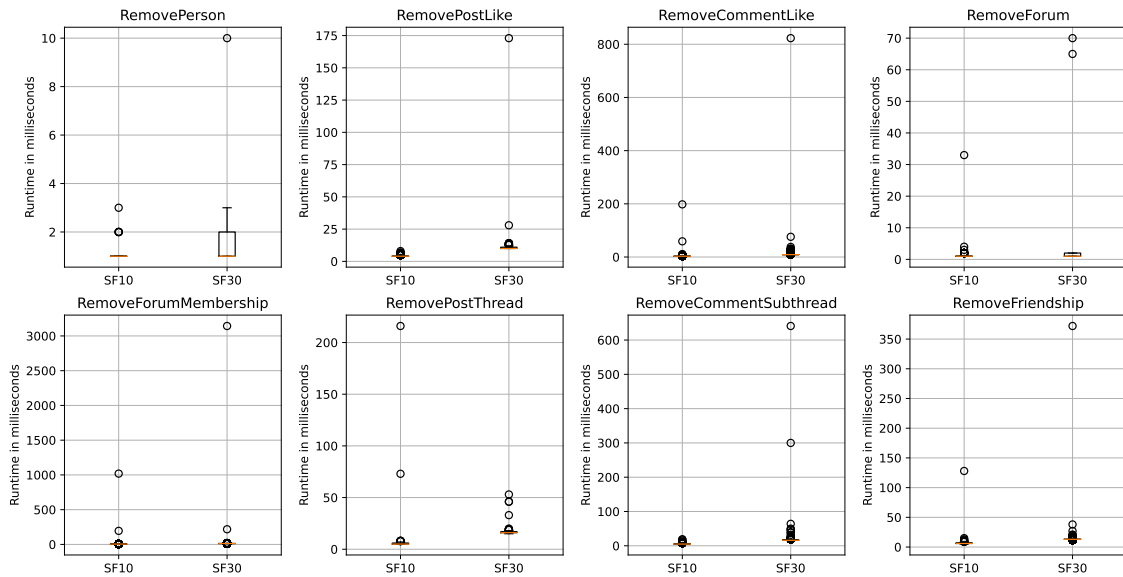 RemovePerson
Runtime in milliseconds
10
8
6
4
2
SF10 SF30
RemovePostLike
Runtime in milliseconds
175
150
125
100
75
50
25
0
SF10 SF30
RemoveCommentLike
Runtime in milliseconds
800
600
400
200
0
SF10 SF30
RemoveForum
Runtime in milliseconds
70
60
50
40
30
20
10
0
SF10 SF30
RemoveForumMembership
Runtime in milliseconds
3000
2500
2000
1500
1000
500
0
SF10 SF30
RemovePostThread
Runtime in milliseconds
200
150
100
50
0
SF10 SF30
RemoveCommentSubthread
Runtime in milliseconds
600
500
400
300
200
100
0
SF10 SF30
RemoveFriendship
Runtime in milliseconds
350
300
250
200
150
100
50
0
SF10 SF30